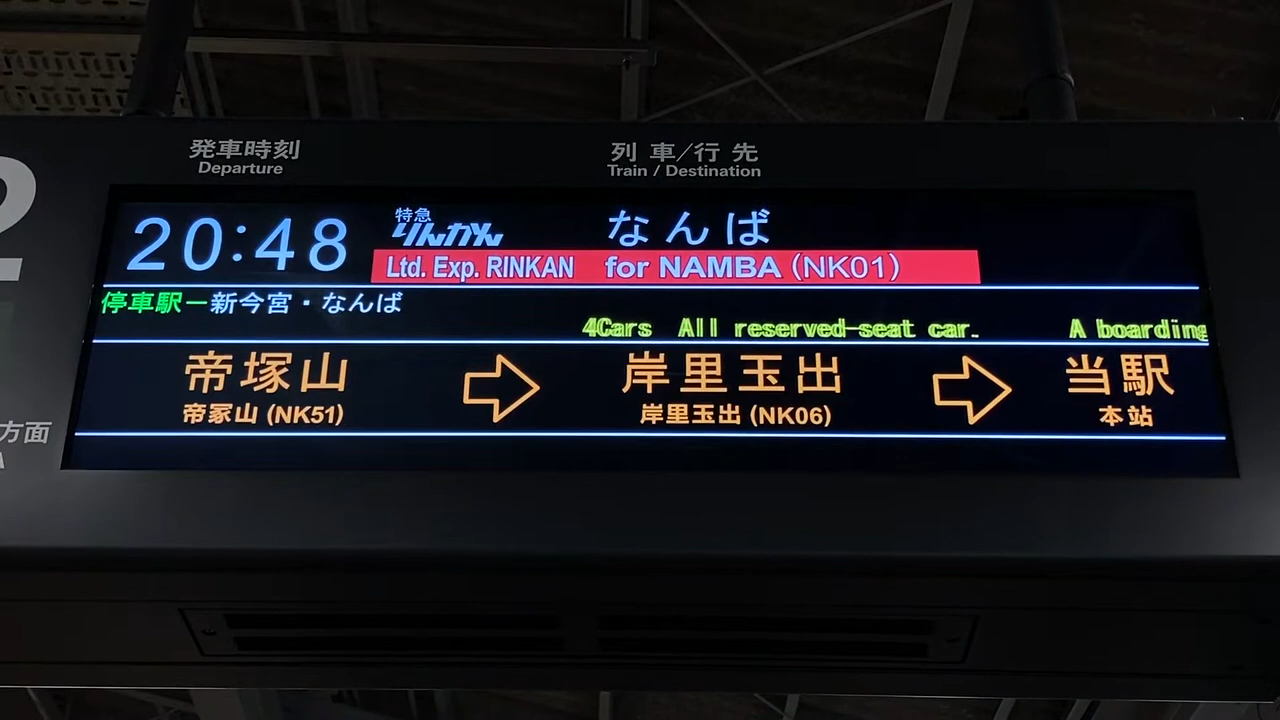 発車時刻
Departure
列車/行先
Train / Destination
2
20:48
特急
りんかん
なんば
Ltd. Exp. RINKAN for NAMBA (NK01)
停車駅ー新今宮・なんば
4Cars All reserved-seat car. A boarding
帝塚山 ⇨ 岸里玉出 ⇨ 当駅
帝冢山 (NK51) 岸里玉出 (NK06) 本站
方面